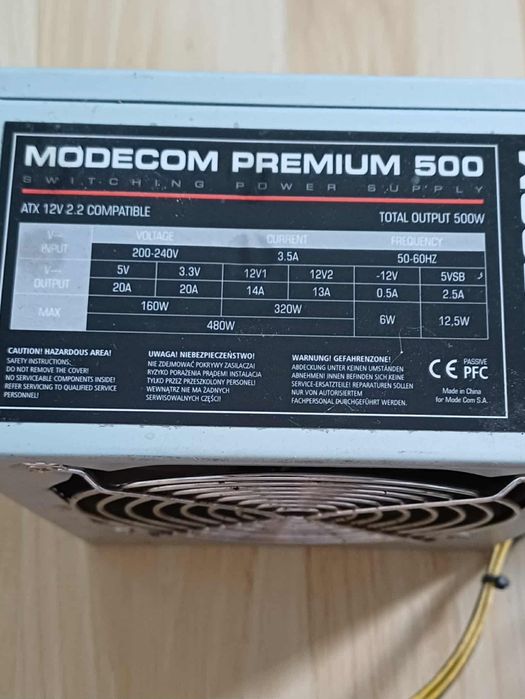 MODECOM PREMIUM 500
SWITCHING POWER SUPPLY
ATX 12V 2.2 COMPATIBLE
TOTAL OUTPUT 500W
INPUT VOLTAGE CURRENT FREQUENCY
200-240V 3.5A 50-60HZ
OUTPUT 5V 3.3V 12V1 12V2 -12V 5VSB
20A 20A 14A 13A 0.5A 2.5A
MAX 160W 320W 6W 12,5W
480W
CAUTION! HAZARDOUS AREA!
SAFETY INSTRUCTIONS:
DO NOT REMOVE THE COVER!
NO SERVICEABLE COMPONENTS INSIDE!
REFER SERVICING TO QUALIFIED SERVICE
PERSONNEL!
UWAGA! NIEBEZPIECZEŃSTWO!
NIE ZDEJMOWAĆ POKRYWY ZASILACZA!
RYZYKO PORAŻENIA PRĄDEM! INSTALACJA
TYLKO PRZEZ PRZESZKOLONY PERSONEL!
WEWNĄTRZ NIE MA ŻADNYCH
SERWISOWALNYCH CZĘŚCI!
WARNUNG! GEFAHRENZONE!
ABDECKUNG UNTER KEINEN UMSTÄNDEN
ABNEHMEN! INNEN BEFINDEN SICH KEINE
SERVICE-ERSATZTEILE! REPARATUREN SOLLEN
NUR VON AUTORISIERTEM
FACHPERSONAL DURCHGEFÜHRT WERDEN.
CE PASSIVE
PFC
Made in China
for Mode Com S.A.